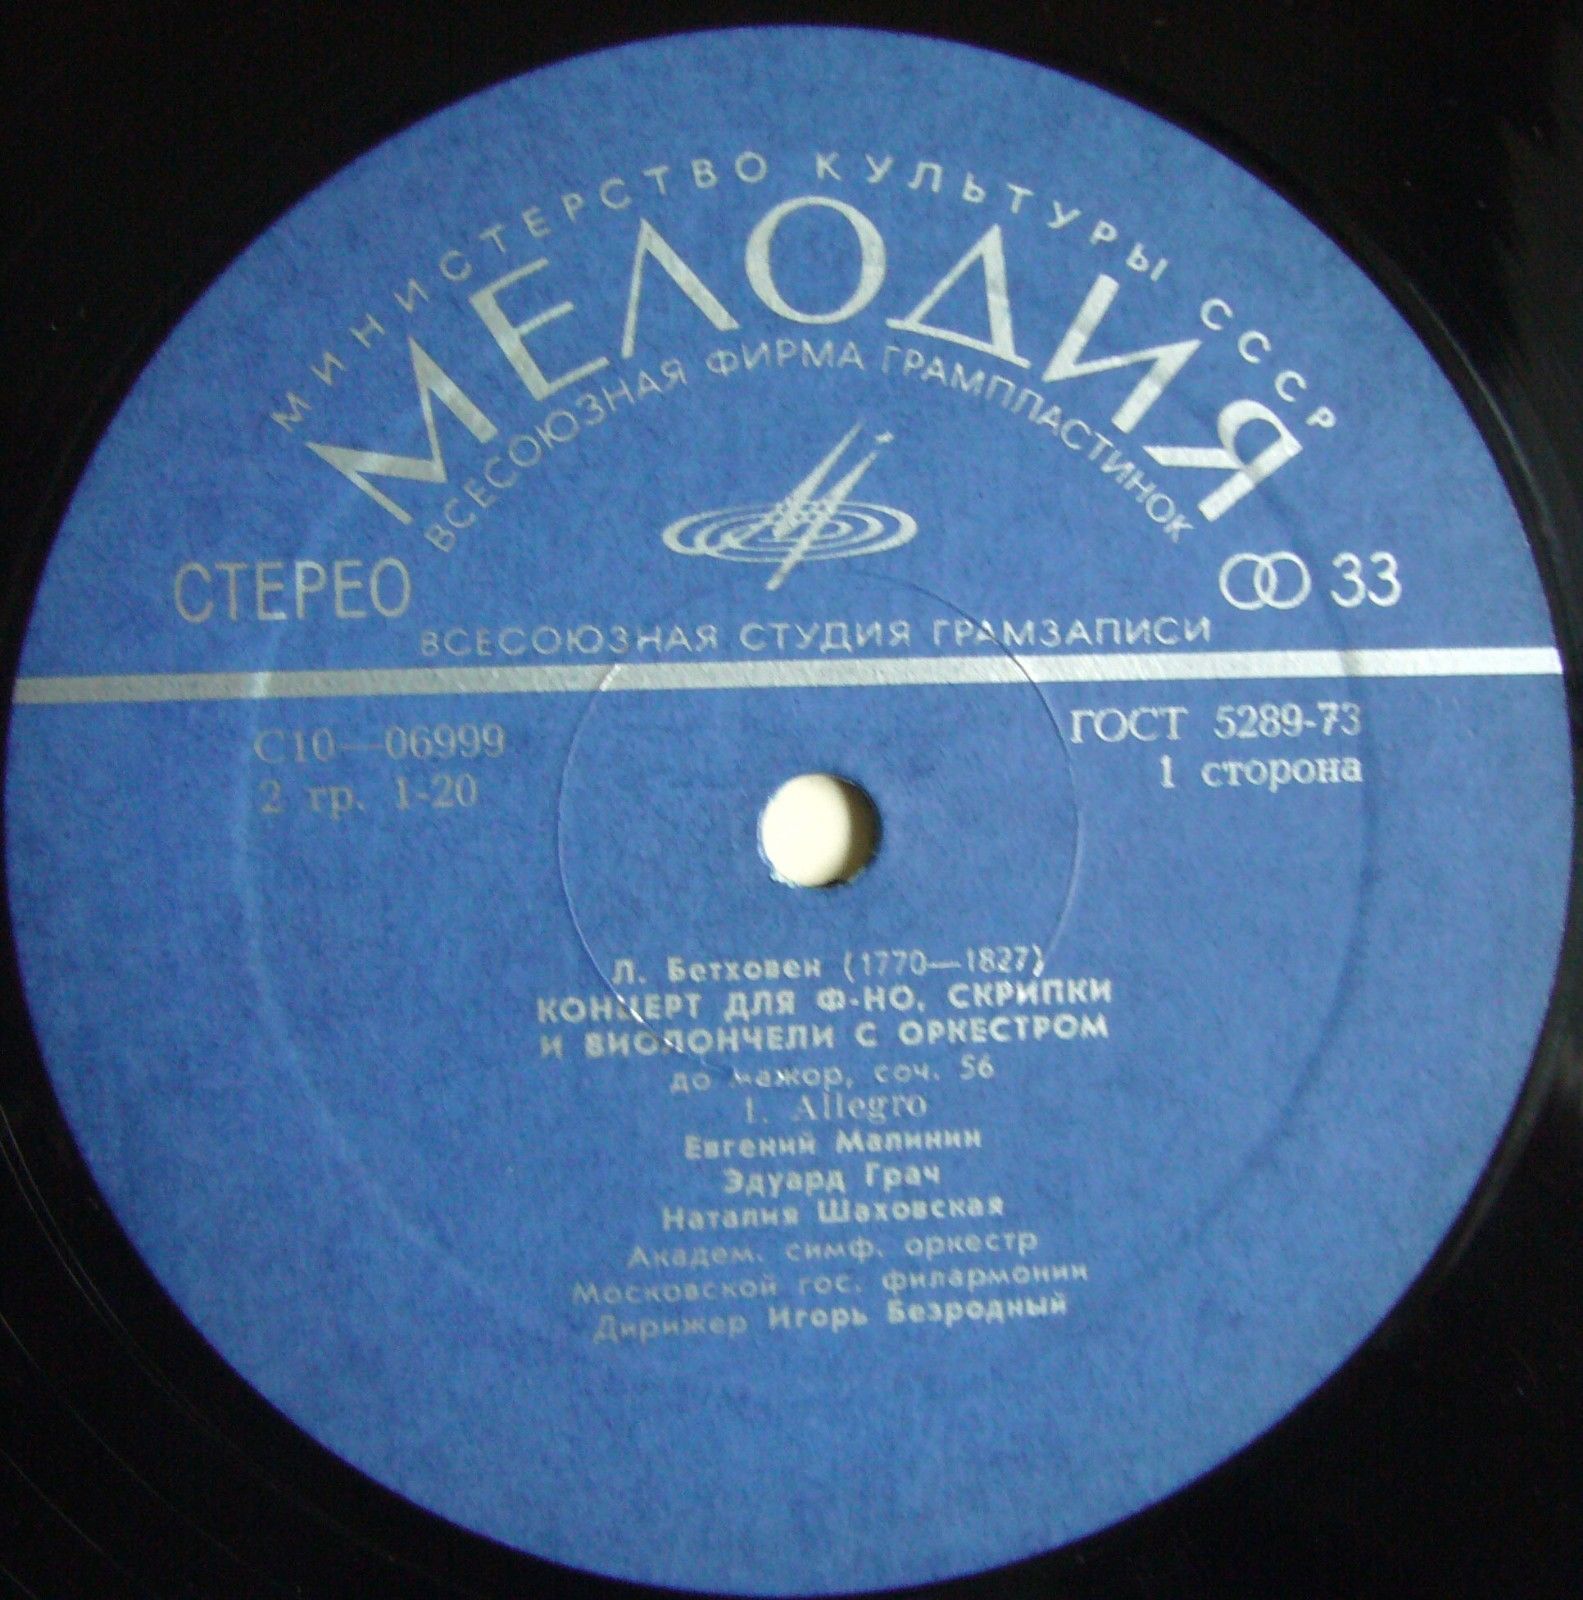 МИНИСТЕРСТВО КУЛЬТУРЫ СССР
МЕЛОДИЯ
ВСЕСОЮЗНАЯ ФИРМА ГРАМПЛАСТИНОК
СТЕРЕО
33
ВСЕСОЮЗНАЯ СТУДИЯ ГРАМЗАПИСИ
С10—06999
ГОСТ 5289-73
2 гр. 1-20
1 сторона
Л. Бетховен (1770—1827)
КОНЦЕРТ ДЛЯ Ф-НО, СКРИПКИ
И ВИОЛОНЧЕЛИ С ОРКЕСТРОМ
до мажор, соч. 56
1. Allegro
Евгений Малинин
Эдуард Грач
Наталия Шаховская
Академ. симф. оркестр
Московской гос. филармонии
Дирижер Игорь Безродный